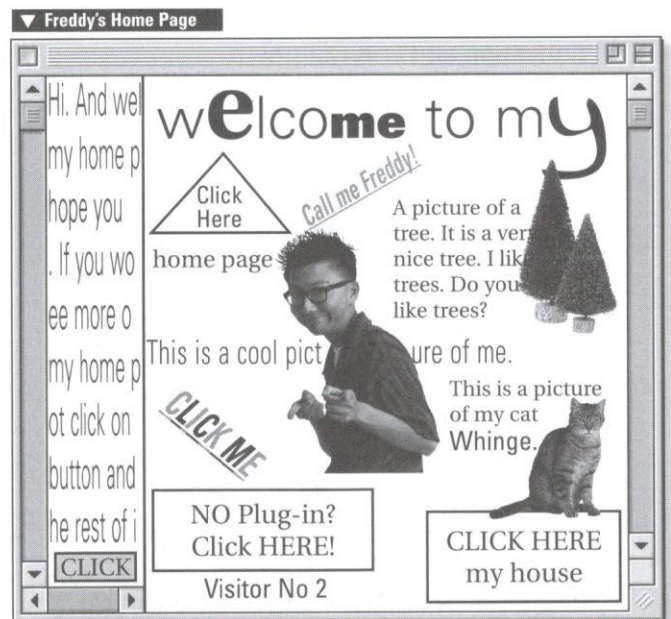 Freddy's Home Page
Hi. And wel
my home p
hope you
. If you wo
ee more o
my home p
ot click on
button and
he rest of i
CLICK
welcome to my
Click
Here
Call me Freddy!
home page
A picture of a
tree. It is a ver
nice tree. I lik
trees. Do you
like trees?
This is a cool pict ure of me.
CLICK ME
This is a picture
of my cat
Whinge.
NO Plug-in?
Click HERE!
Visitor No 2
CLICK HERE
my house